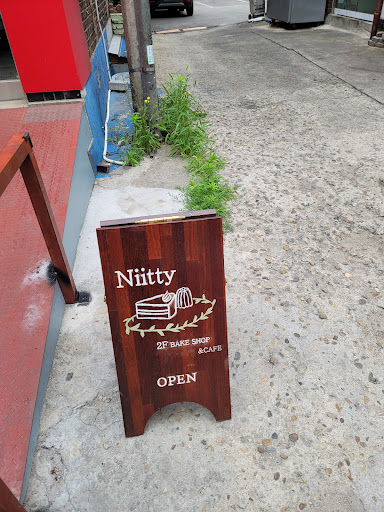 Niitty
2F BAKE SHOP
&CAFE
OPEN